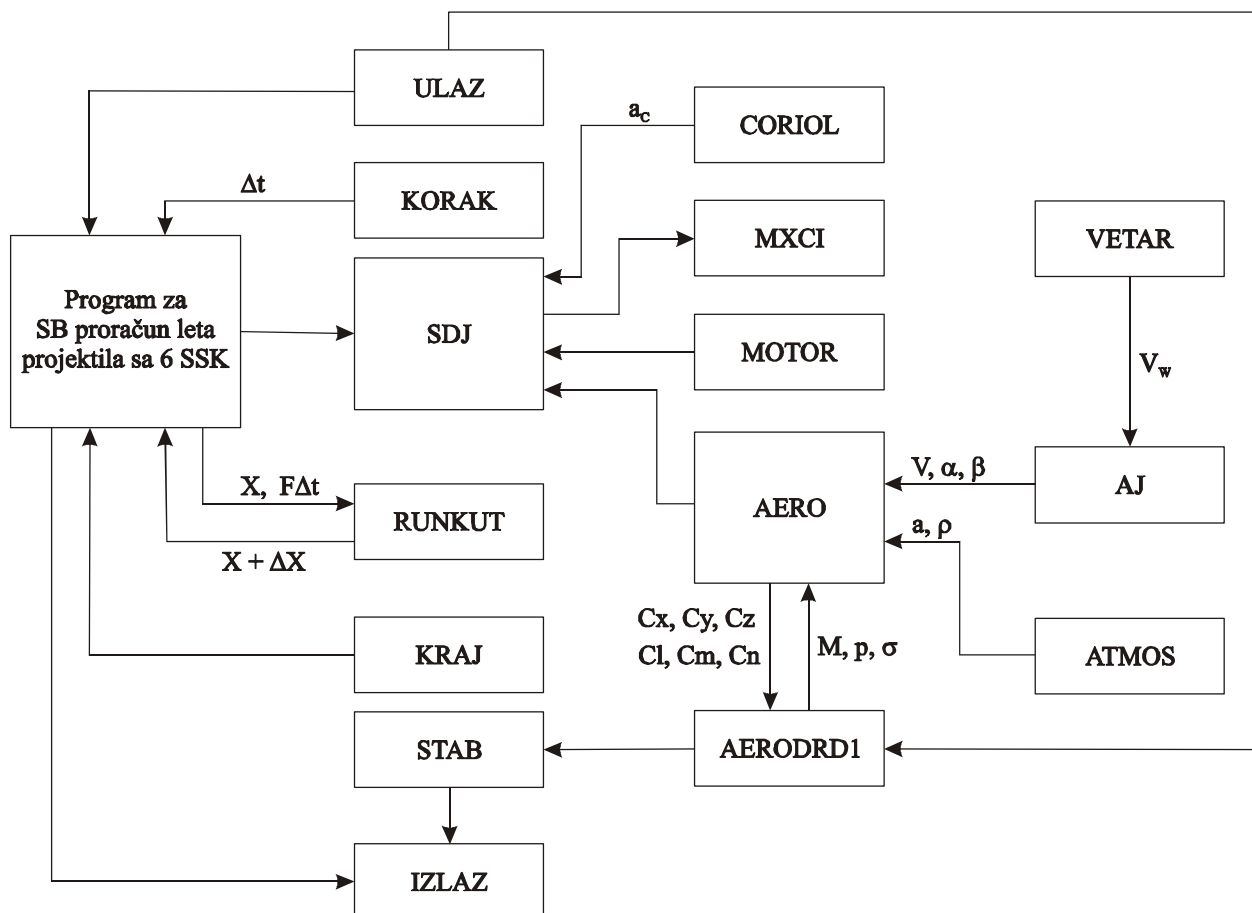 ULAZ
a_c
CORIOL
Δt
KORAK
MXCI
VETAR
Program za
SB proračun leta
projektila sa 6 SSK
SDJ
MOTOR
V_w
X, FΔt
RUNKUT
X + ΔX
AERO
V, α, β
AJ
a, ρ
Cx, Cy, Cz
Cl, Cm, Cn
M, p, σ
KRAJ
ATMOS
STAB
AERODRD1
IZLAZ